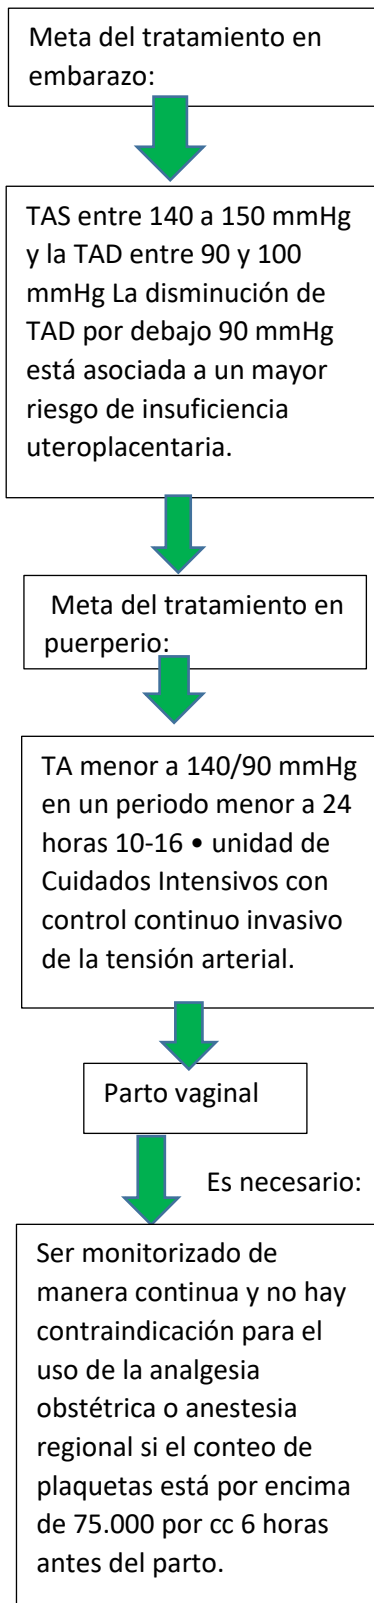 Meta del tratamiento en
embarazo:
TAS entre 140 a 150 mmHg
y la TAD entre 90 y 100
mmHg La disminución de
TAD por debajo 90 mmHg
está asociada a un mayor
riesgo de insuficiencia
uteroplacentaria.
Meta del tratamiento en
puerperio:
TA menor a 140/90 mmHg
en un periodo menor a 24
horas 10-16 • unidad de
Cuidados Intensivos con
control continuo invasivo
de la tensión arterial.
Parto vaginal
Es necesario:
Ser monitorizado de
manera continua y no hay
contraindicación para el
uso de la analgesia
obstétrica o anestesia
regional si el conteo de
plaquetas está por encima
de 75.000 por cc 6 horas
antes del parto.